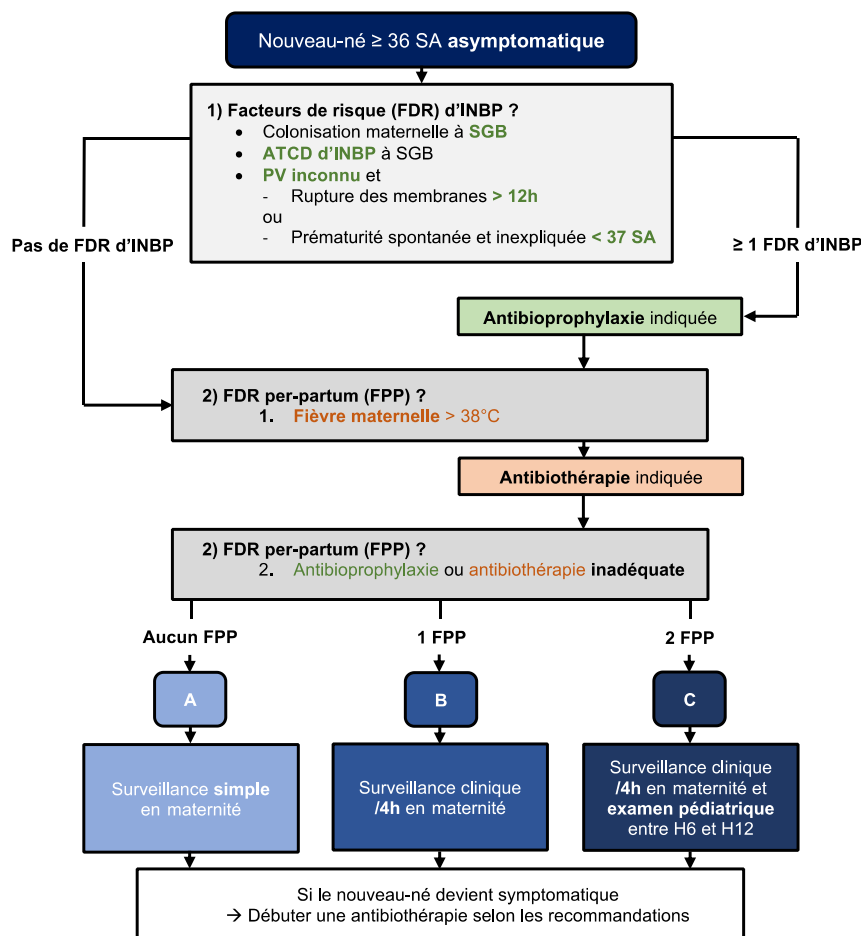 Nouveau-né ≥ 36 SA asymptomatique
1) Facteurs de risque (FDR) d'INBP ?
• Colonisation maternelle à SGB
• ATCD d'INBP à SGB
• PV inconnu et
- Rupture des membranes > 12h
ou
- Prématurité spontanée et inexpliquée < 37 SA
Pas de FDR d'INBP
≥ 1 FDR d'INBP
Antibioprophylaxie indiquée
2) FDR per-partum (FPP) ?
1. Fièvre maternelle > 38°C
Antibiothérapie indiquée
2) FDR per-partum (FPP) ?
2. Antibioprophylaxie ou antibiothérapie inadéquate
Aucun FPP
1 FPP
2 FPP
A
B
C
Surveillance simple
en maternité
Surveillance clinique
/4h en maternité
Surveillance clinique
/4h en maternité et
examen pédiatrique
entre H6 et H12
Si le nouveau-né devient symptomatique
→ Débuter une antibiothérapie selon les recommandations